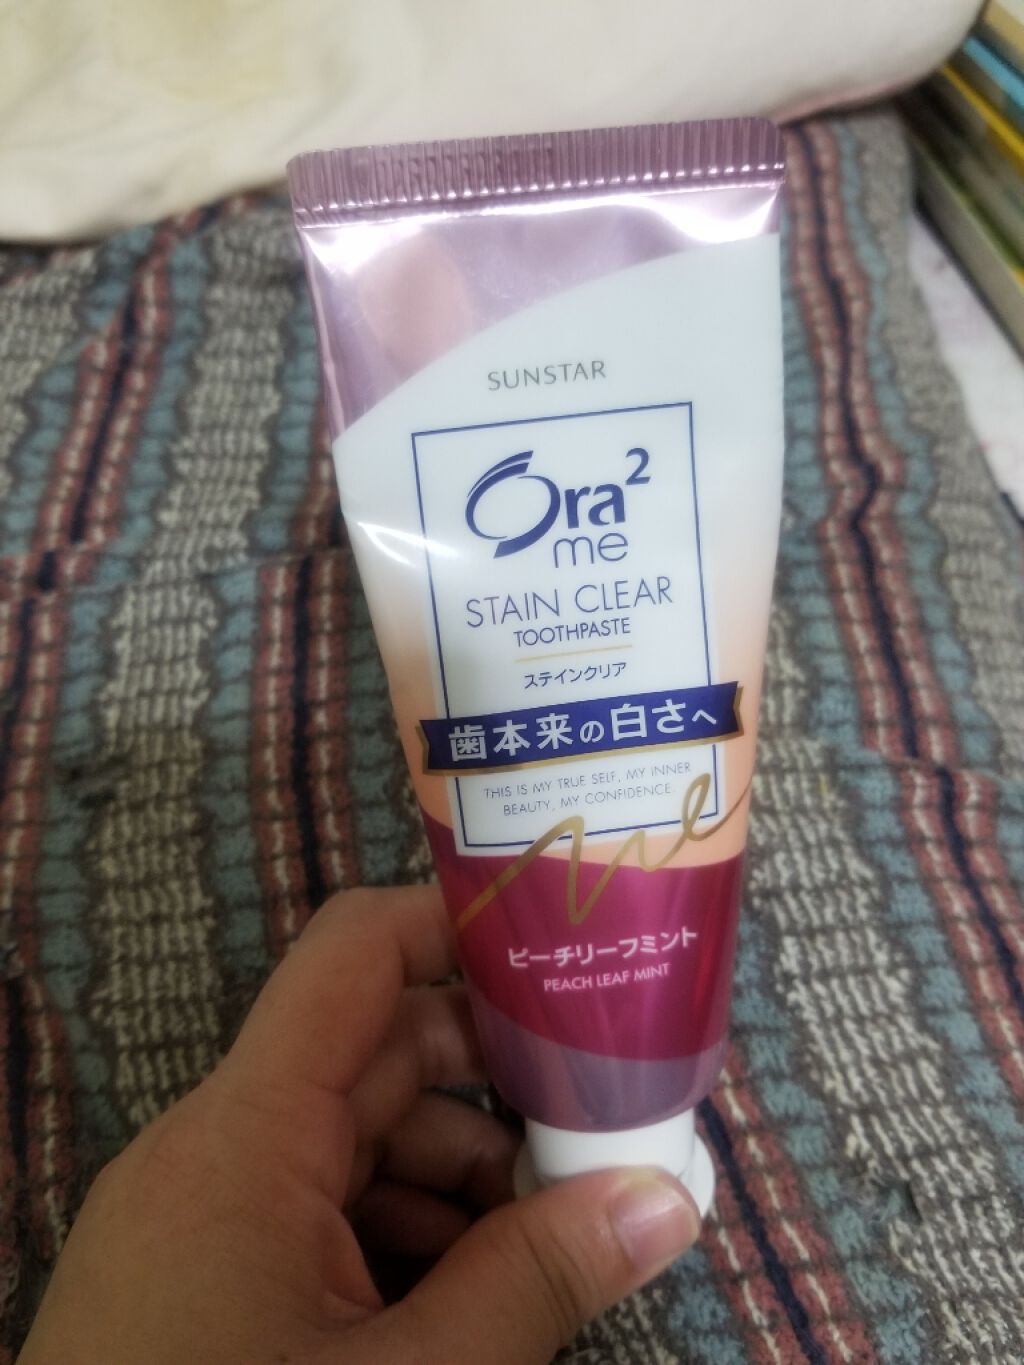 SUNSTAR
Ora²
me
STAIN CLEAR
TOOTHPASTE
ステインクリア
歯本来の白さへ
THIS IS MY TRUE SELF, MY INNER
BEAUTY, MY CONFIDENCE.
Me
ピーチリーフミント
PEACH LEAF MINT